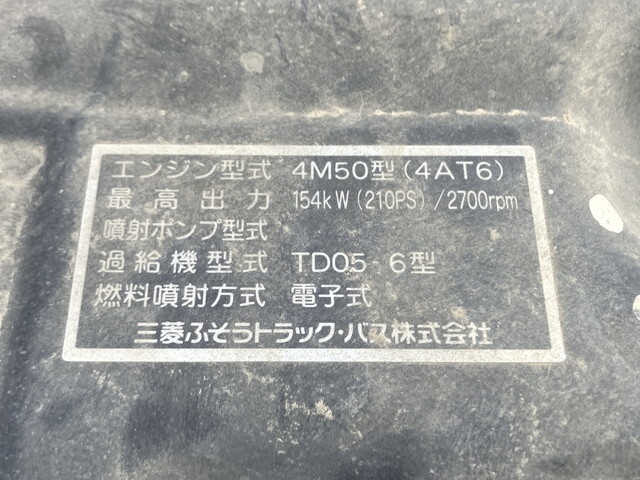 エンジン型式 4M50型(4AT6)
最高出力 154kW(210PS)/2700rpm
噴射ポンプ型式
過給機型式 TD05-6型
燃料噴射方式 電子式
三菱ふそうトラック・バス株式会社